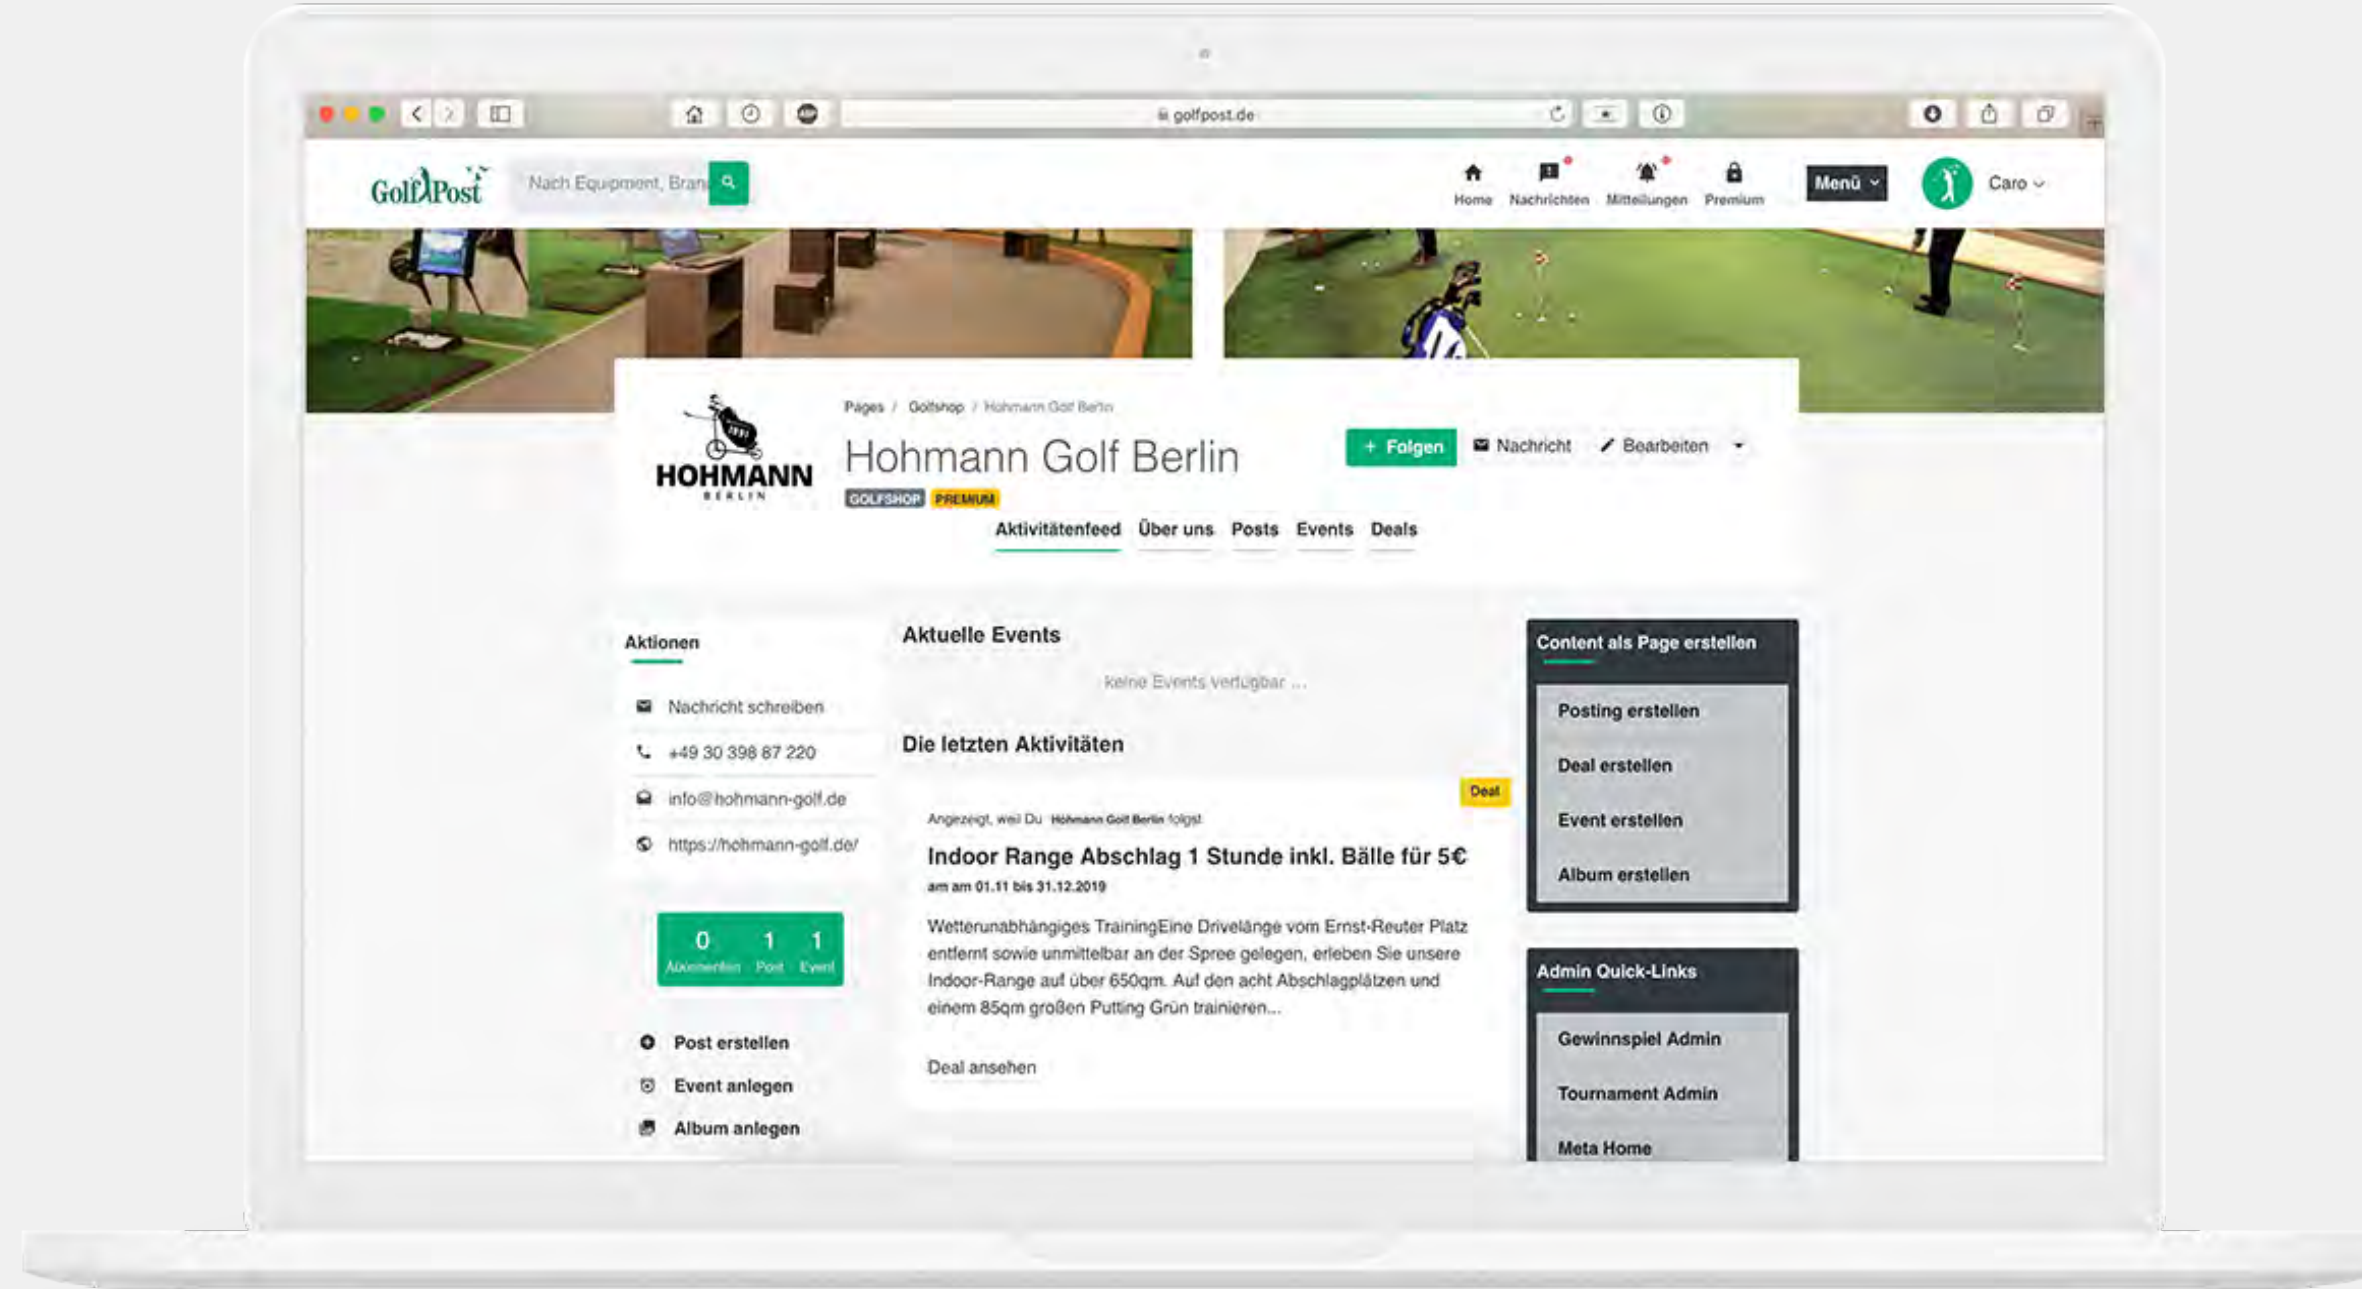 golfpost.de
Golf Post
Nach Equipment, Bran
Home
Nachrichten
Mitteilungen
Premium
Menü
Caro
Pages / Golfshop / Hohmann Golf Berlin
1991
HOHMANN
BERLIN
Hohmann Golf Berlin
GOLFSHOP PREMIUM
+ Folgen
Nachricht
Bearbeiten
Aktivitätenfeed Über uns Posts Events Deals
Aktionen
Nachricht schreiben
+49 30 398 87 220
info@hohmann-golf.de
https://hohmann-golf.de/
0 1 1
Abonnenten Post Event
Post erstellen
Event anlegen
Album anlegen
Aktuelle Events
keine Events verfügbar ...
Die letzten Aktivitäten
Deal
Angezeigt, weil Du Hohmann Golf Berlin folgst
Indoor Range Abschlag 1 Stunde inkl. Bälle für 5€
am am 01.11 bis 31.12.2019
Wetterunabhängiges TrainingEine Drivelänge vom Ernst-Reuter Platz
entfernt sowie unmittelbar an der Spree gelegen, erleben Sie unsere
Indoor-Range auf über 650qm. Auf den acht Abschlagplätzen und
einem 85qm großen Putting Grün trainieren...
Deal ansehen
Content als Page erstellen
Posting erstellen
Deal erstellen
Event erstellen
Album erstellen
Admin Quick-Links
Gewinnspiel Admin
Tournament Admin
Meta Home